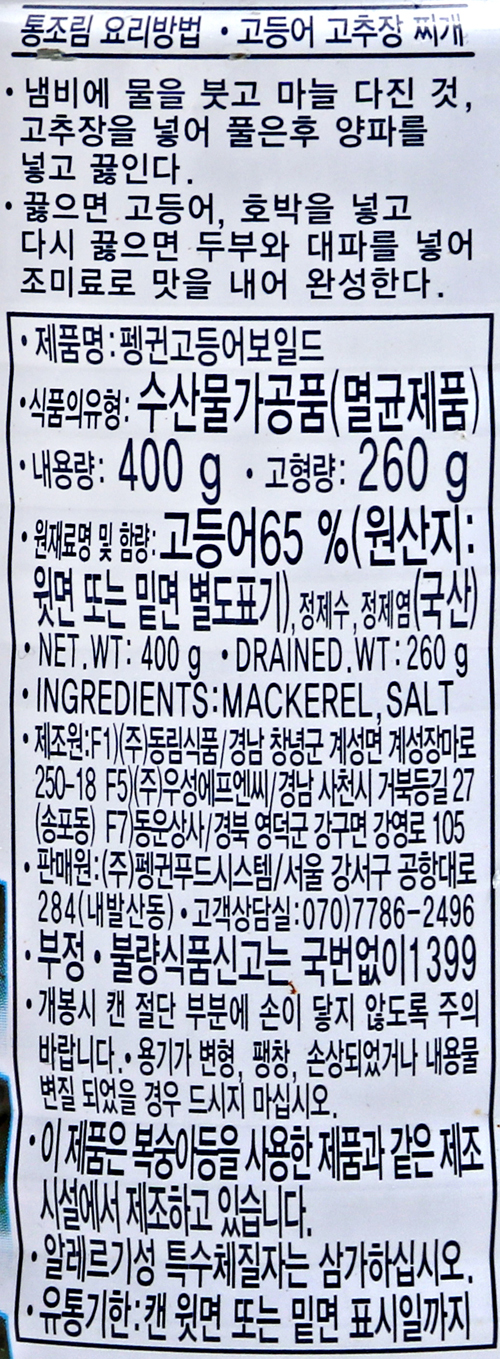 통조림 요리방법 • 고등어 고추장 찌개
• 냄비에 물을 붓고 마늘 다진 것,
고추장을 넣어 풀은후 양파를
넣고 끓인다.
• 끓으면 고등어, 호박을 넣고
다시 끓으면 두부와 대파를 넣어
조미료로 맛을 내어 완성한다.
• 제품명:펭귄고등어보일드
• 식품의유형: 수산물가공품(멸균제품)
• 내용량: 400 g • 고형량: 260 g
• 원재료명 및 함량:고등어65 %(원산지:
윗면 또는 밑면 별도표기), 정제수, 정제염(국산)
• NET.WT: 400 g • DRAINED.WT:260 g
• INGREDIENTS:MACKEREL, SALT
• 제조원:F1)(주)동림식품/경남 창녕군 계성면 계성장마로
250-18 F5)(주)우성에프엔씨/경남 사천시 거북등길 27
(송포동) F7)동운상사/경북 영덕군 강구면 강영로 105
• 판매원:(주)펭귄푸드시스템/서울 강서구 공항대로
284(내발산동) • 고객상담실:070)7786-2496
• 부정 • 불량식품신고는 국번없이1399
• 개봉시 캔 절단 부분에 손이 닿지 않도록 주의
바랍니다. • 용기가 변형, 팽창, 손상되었거나 내용물
변질 되었을 경우 드시지 마십시오.
• 이 제품은 복숭아등을 사용한 제품과 같은 제조
시설에서 제조하고 있습니다.
• 알레르기성 특수체질자는 삼가하십시오.
• 유통기한:캔 윗면 또는 밑면 표시일까지